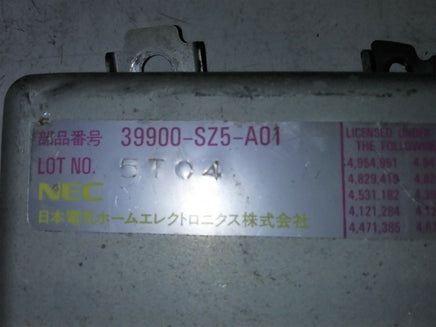 部品番号 39900-SZ5-A01
LOT NO. 5T04
NEC
日本電気ホームエレクトロニクス株式会社
LICENSED UNDER
THE FOLLOWIN
4,954,951
4,829,413
4,531,182
4,121,284
4,471,385